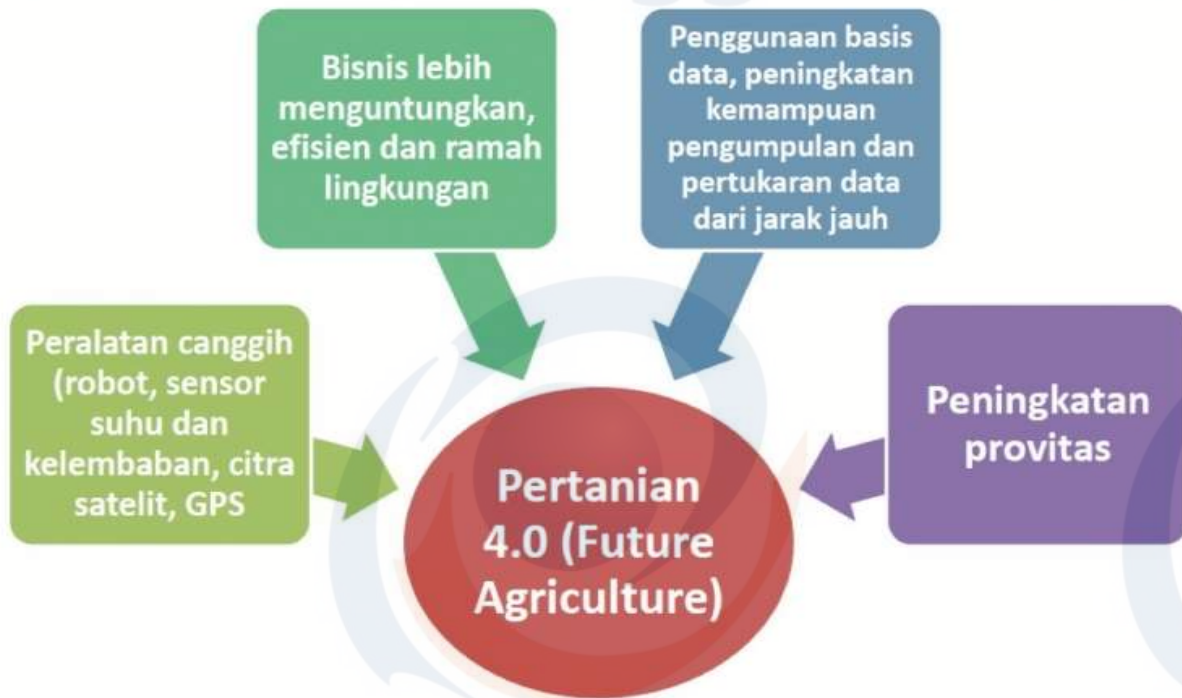 Bisnis lebih
menguntungkan,
efisien dan ramah
lingkungan
Penggunaan basis
data, peningkatan
kemampuan
pengumpulan dan
pertukaran data
dari jarak jauh
Peralatan canggih
(robot, sensor
suhu dan
kelembaban, citra
satelit, GPS
Peningkatan
provitas
Pertanian
4.0 (Future
Agriculture)